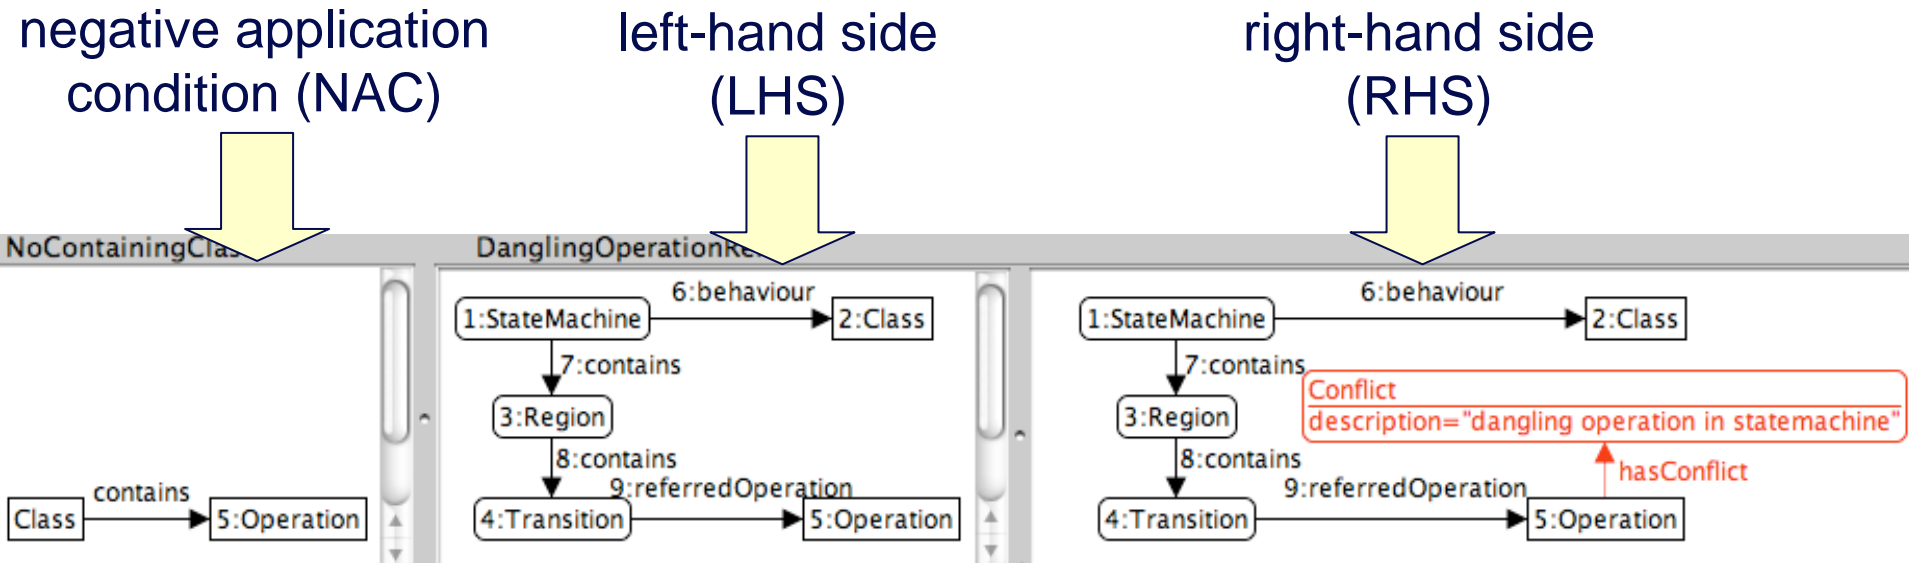 negative application
condition (NAC)
left-hand side
(LHS)
right-hand side
(RHS)
NoContainingClas
Class
contains
5:Operation
DanglingOperationRe
1:StateMachine
6:behaviour
2:Class
7:contains
3:Region
8:contains
9:referredOperation
4:Transition
5:Operation
1:StateMachine
6:behaviour
2:Class
7:contains
Conflict
description="dangling operation in statemachine"
3:Region
8:contains
hasConflict
9:referredOperation
4:Transition
5:Operation